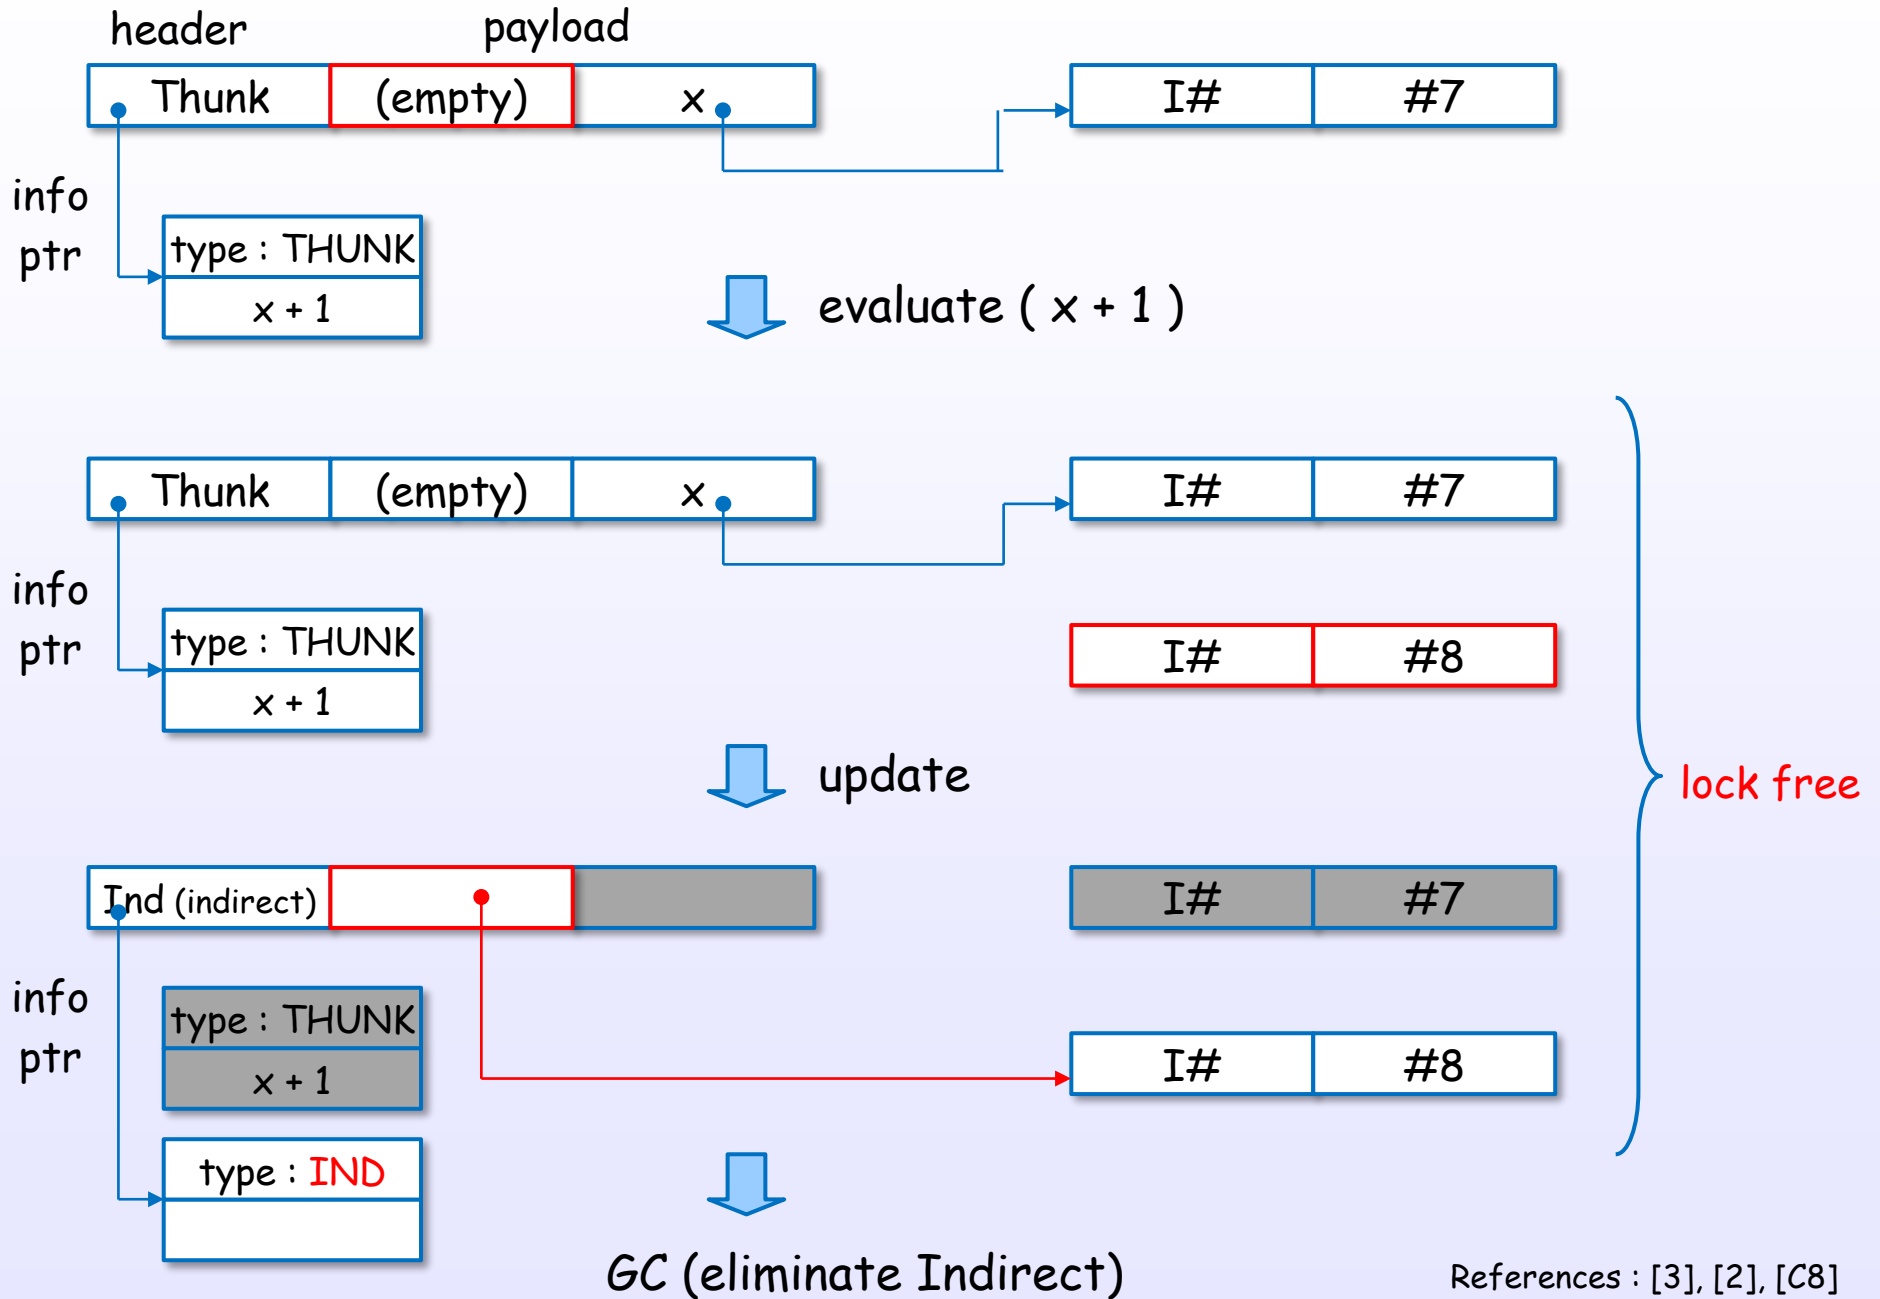 header payload
Thunk (empty) x I# #7
info
ptr
type : THUNK
x + 1
evaluate ( x + 1 )
Thunk (empty) x I# #7
info
ptr
type : THUNK
x + 1
I# #8
update
lock free
Ind (indirect) I# #7
info
ptr
type : THUNK
x + 1
I# #8
type : IND
GC (eliminate Indirect)
References : [3], [2], [C8]